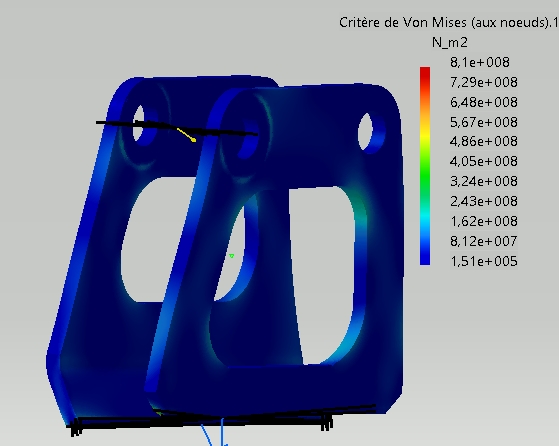 Critère de Von Mises (aux noeuds).1
N_m2
8,1e+008
7,29e+008
6,48e+008
5,67e+008
4,86e+008
4,05e+008
3,24e+008
2,43e+008
1,62e+008
8,12e+007
1,51e+005